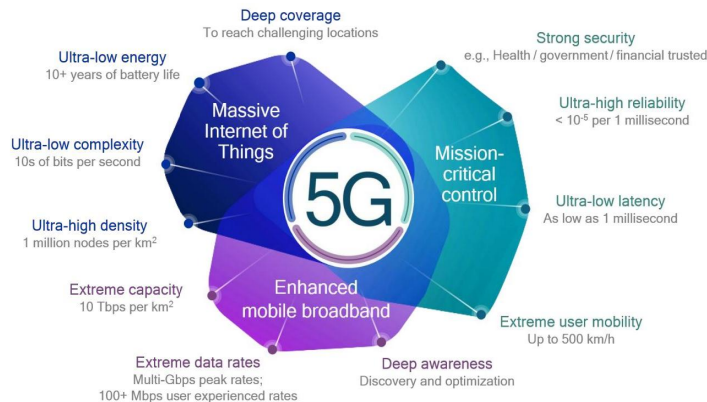 Deep coverage
To reach challenging locations
Strong security
e.g., Health / government / financial trusted
Ultra-low energy
10+ years of battery life
Ultra-high reliability
< 10⁻⁵ per 1 millisecond
Massive
Internet of
Things
Ultra-low complexity
10s of bits per second
5G
Mission-
critical
control
Ultra-low latency
As low as 1 millisecond
Ultra-high density
1 million nodes per km²
Extreme capacity
10 Tbps per km²
Enhanced
mobile broadband
Extreme user mobility
Up to 500 km/h
Extreme data rates
Multi-Gbps peak rates;
100+ Mbps user experienced rates
Deep awareness
Discovery and optimization